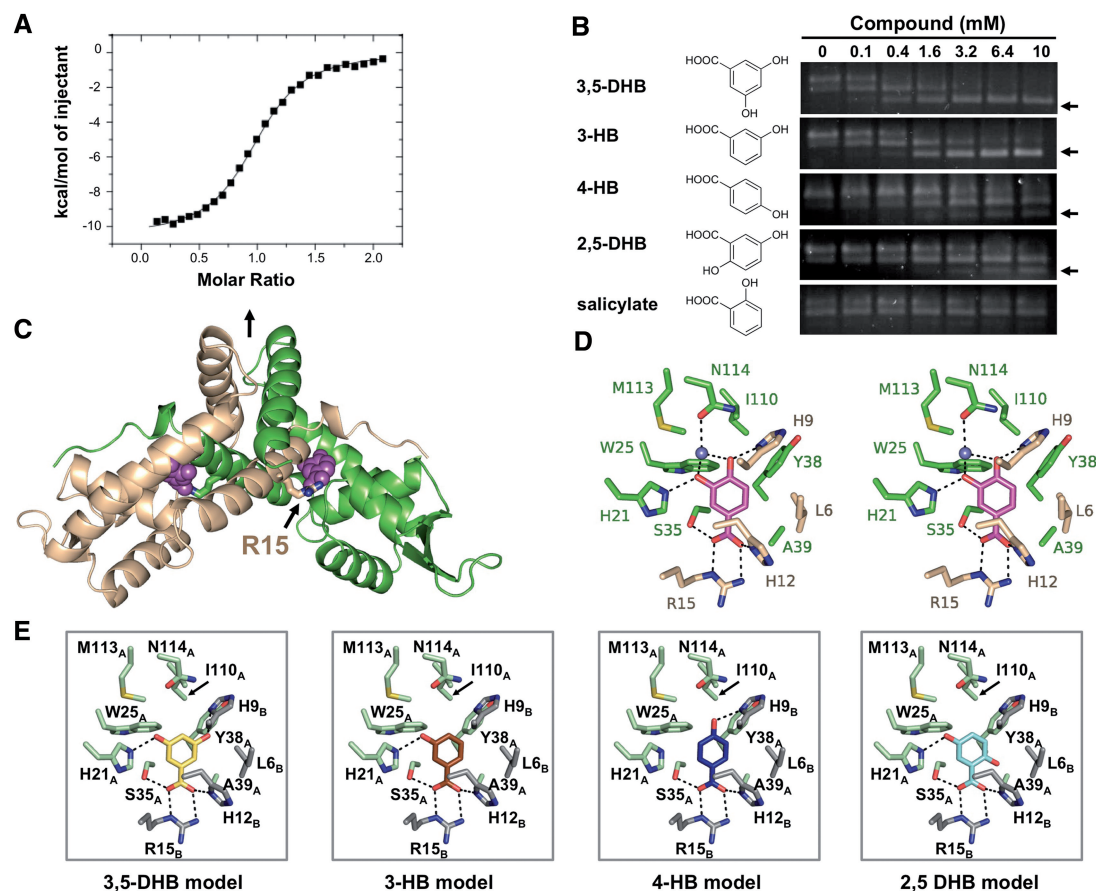 A
kcal/mol of injectant
0
-2
-4
-6
-8
-10
0.0 0.5 1.0 1.5 2.0
Molar Ratio
B
Compound (mM)
0 0.1 0.4 1.6 3.2 6.4 10
3,5-DHB
HOOC OH
OH
3-HB
HOOC OH
4-HB
HOOC
OH
2,5-DHB
HOOC OH
HO
salicylate
OH
HOOC
C
R15
D
N114
M113
I110
H9
W25
Y38
H21
S35
L6
A39
R15
H12
N114
M113
I110
H9
W25
Y38
H21
S35
L6
A39
R15
H12
E
M113A N114A
I110A
W25A
H9B
Y38A
H21A
L6B
S35A
A39A
H12B
R15B
3,5-DHB model
M113A N114A
I110A
W25A
H9B
Y38A
H21A
L6B
S35A
A39A
H12B
R15B
3-HB model
M113A N114A
I110A
W25A
H9B
Y38A
H21A
L6B
S35A
A39A
H12B
R15B
4-HB model
M113A N114A
I110A
W25A
H9B
Y38A
H21A
L6B
S35A
A39A
H12B
R15B
2,5 DHB model